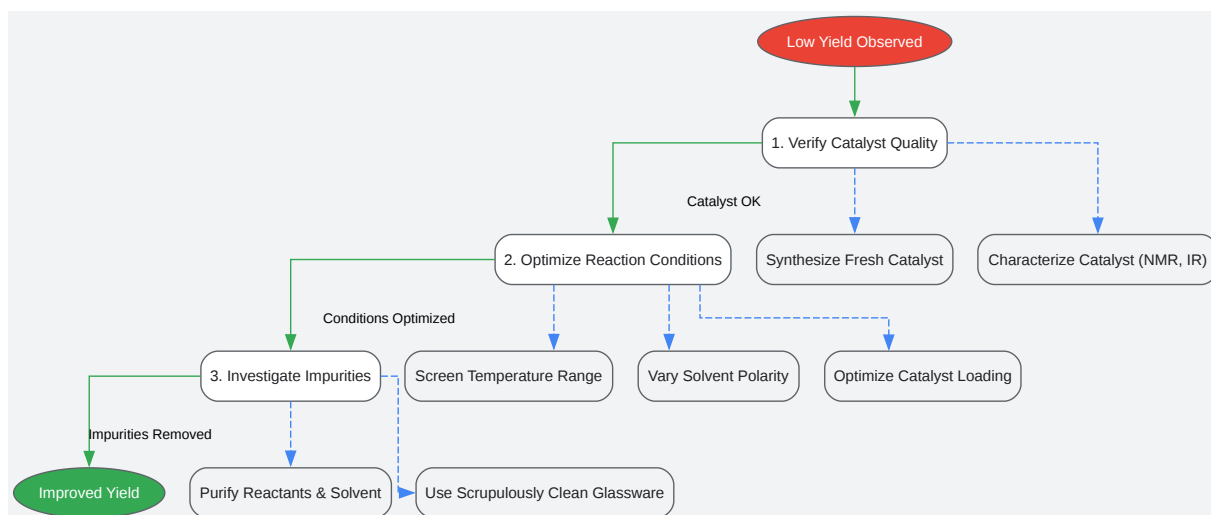 Low Yield Observed
1. Verify Catalyst Quality
Catalyst OK
2. Optimize Reaction Conditions
Synthesize Fresh Catalyst
Characterize Catalyst (NMR, IR)
Conditions Optimized
3. Investigate Impurities
Screen Temperature Range
Vary Solvent Polarity
Optimize Catalyst Loading
Impurities Removed
Improved Yield
Purify Reactants & Solvent
Use Scrupulously Clean Glassware